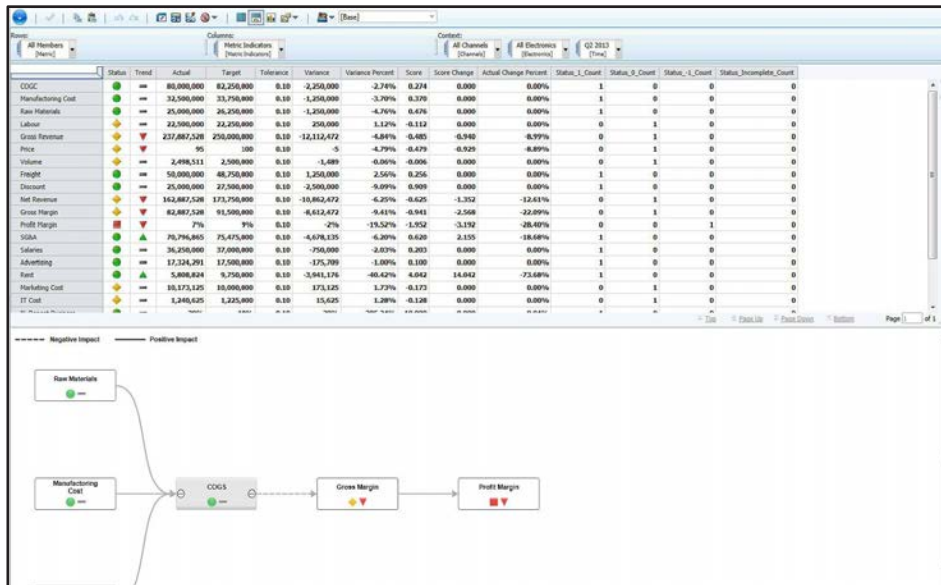 [Base]
Rows: Columns: Context:
All Members Metric Indicators All Channels All Electronics Q2 2013
[Metric] [Metric Indicators] [Channels] [Electronics] [Time]
Status Trend Actual Target Tolerance Variance Variance Percent Score Score Change Actual Change Percent Status_1_Count Status_0_Count Status_-1_Count Status_Incomplete_Count
COGC 80,000,000 82,250,000 0.10 -2,250,000 -2.74% 0.274 0.000 0.00% 1 0 0 0
Manufacturing Cost 32,500,000 33,750,000 0.10 -1,250,000 -3.70% 0.370 0.000 0.00% 1 0 0 0
Raw Materials 25,000,000 26,250,000 0.10 -1,250,000 -4.76% 0.476 0.000 0.00% 1 0 0 0
Labour 22,500,000 22,250,000 0.10 250,000 1.12% -0.112 0.000 0.00% 0 1 0 0
Gross Revenue 237,887,528 250,000,000 0.10 -12,112,472 -4.84% -0.485 -0.940 -8.99% 0 1 0 0
Price 95 100 0.10 -5 -4.79% -0.479 -0.929 -8.89% 0 1 0 0
Volume 2,498,511 2,500,000 0.10 -1,489 -0.06% -0.006 0.000 0.00% 0 1 0 0
Freight 50,000,000 48,750,000 0.10 1,250,000 2.56% 0.256 0.000 0.00% 1 0 0 0
Discount 25,000,000 27,500,000 0.10 -2,500,000 -9.09% 0.909 0.000 0.00% 1 0 0 0
Net Revenue 162,887,528 173,750,000 0.10 -10,862,472 -6.25% -0.625 -1.352 -12.61% 0 1 0 0
Gross Margin 82,887,528 91,500,000 0.10 -8,612,472 -9.41% -0.941 -2.568 -22.09% 0 1 0 0
Profit Margin 7% 9% 0.10 -2% -19.52% -1.952 -3.192 -28.40% 0 0 1 0
SG&A 70,796,865 75,475,000 0.10 -4,678,135 -6.20% 0.620 2.155 -18.68% 1 0 0 0
Salaries 36,250,000 37,000,000 0.10 -750,000 -2.03% 0.203 0.000 0.00% 1 0 0 0
Advertizing 17,324,291 17,500,000 0.10 -175,709 -1.00% 0.100 0.000 0.00% 1 0 0 0
Rent 5,808,824 9,750,000 0.10 -3,941,176 -40.42% 4.042 14.042 -73.68% 1 0 0 0
Marketing Cost 10,173,125 10,000,000 0.10 173,125 1.73% -0.173 0.000 0.00% 0 1 0 0
IT Cost 1,240,625 1,225,000 0.10 15,625 1.28% -0.128 0.000 0.00% 0 1 0 0
Top Page Up Page Down Bottom Page 1 of 1
Negative Impact Positive Impact
Raw Materials
Manufactoring
Cost
COGS
Gross Margin
Profit Margin